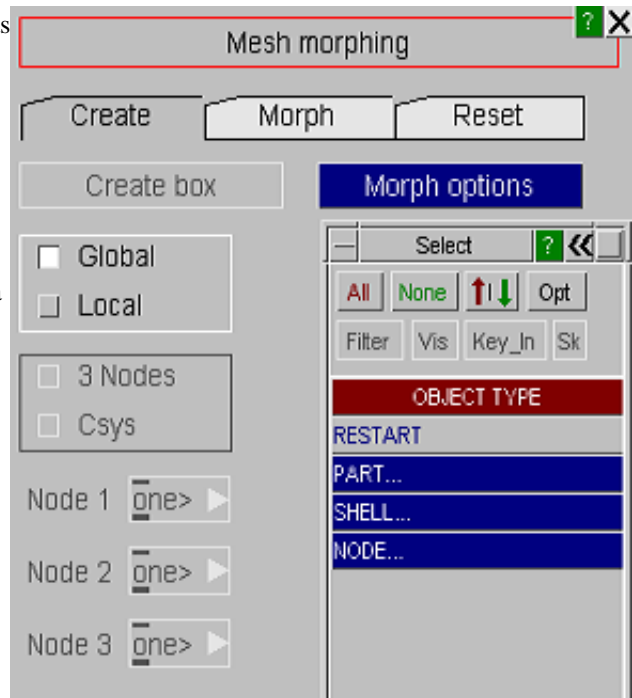 s
? X
Mesh morphing
Create Morph Reset
Create box Morph options
Select ?
Global
Local
All None Opt
Filter Vis Key_In Sk
3 Nodes
Csys
OBJECT TYPE
RESTART
PART...
SHELL...
NODE...
Node 1 one>
Node 2 one>
Node 3 one>